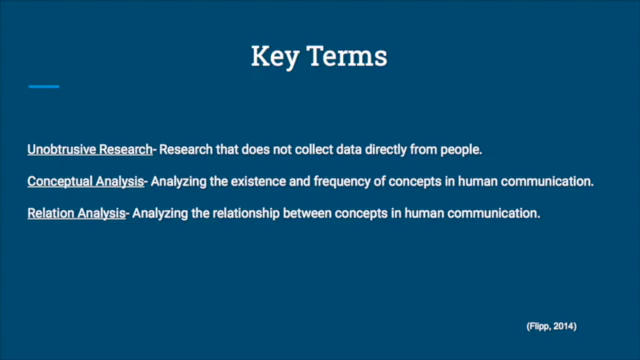 Key Terms
Unobtrusive Research- Research that does not collect data directly from people.
Conceptual Analysis- Analyzing the existence and frequency of concepts in human communication.
Relation Analysis- Analyzing the relationship between concepts in human communication.
(Flipp, 2014)